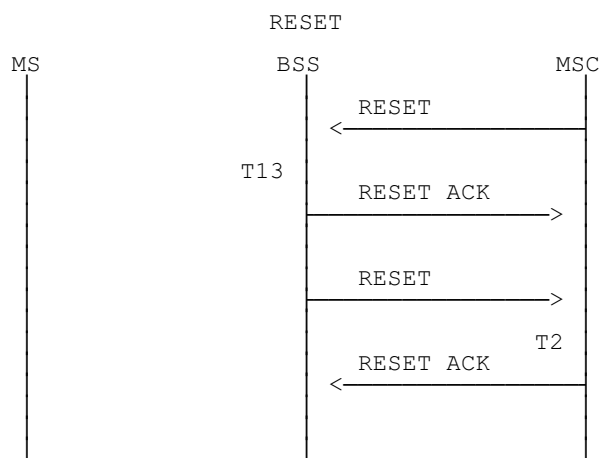 RESET
MS BSS MSC
RESET
T13
RESET ACK
RESET
T2
RESET ACK